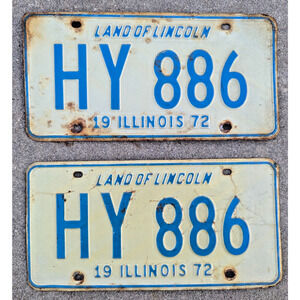 LAND OF LINCOLN
HY 886
19 ILLINOIS 72
LAND OF LINCOLN
HY 886
19 ILLINOIS 72